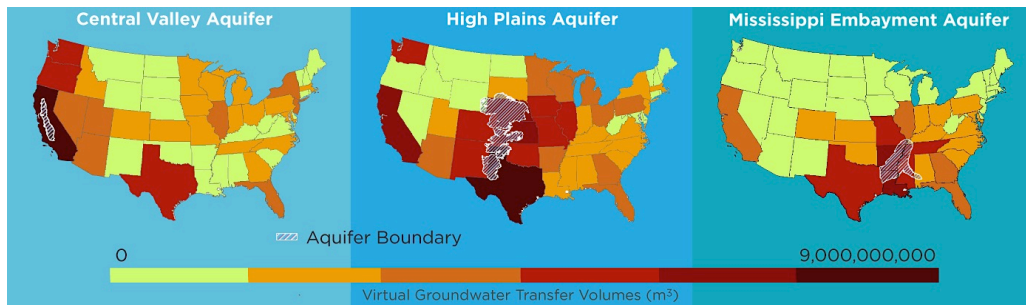 Central Valley Aquifer
High Plains Aquifer
Mississippi Embayment Aquifer
Aquifer Boundary
0
9,000,000,000
Virtual Groundwater Transfer Volumes (m³)